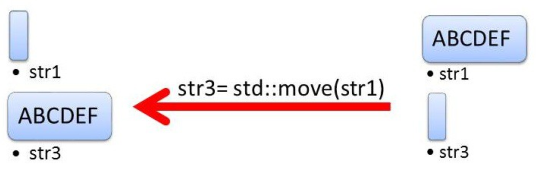 • str1
ABCDEF
• str3
str3= std::move(str1)
ABCDEF
• str1
• str3